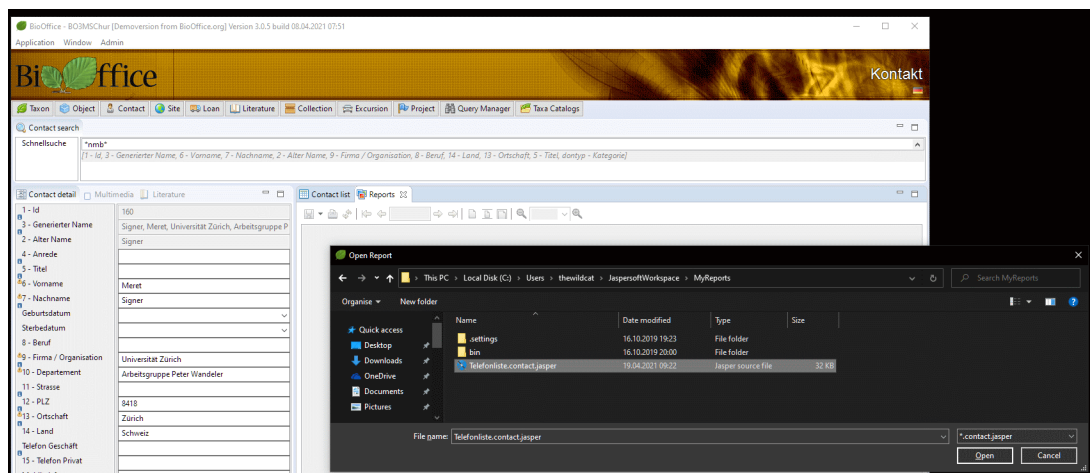 BioOffice - BO3MSChur [Demoversion from BioOffice.org] Version 3.0.5 build 08.04.2021 07:51
Application Window Admin
BioOffice
Kontakt
Taxon Object Contact Site Loan Literature Collection Excursion Project Query Manager Taxa Catalogs
Contact search
Schnellsuche *nmb*
[1 - Id, 3 - Generierter Name, 6 - Vorname, 7 - Nachname, 2 - Alter Name, 9 - Firma / Organisation, 8 - Beruf, 14 - Land, 13 - Ortschaft, 5 - Titel, dontyp - Kategorie]
Contact detail Multimedia Literature
Contact list Reports
1 - Id 160
3 - Generierter Name Signer, Meret, Universität Zürich, Arbeitsgruppe P
2 - Alter Name Signer
4 - Anrede
5 - Titel
6 - Vorname Meret
7 - Nachname Signer
Geburtsdatum
Sterbedatum
8 - Beruf
9 - Firma / Organisation Universität Zürich
10 - Departement Arbeitsgruppe Peter Wandeler
11 - Strasse
12 - PLZ 8418
13 - Ortschaft Zürich
14 - Land Schweiz
Telefon Geschäft
15 - Telefon Privat
Open Report
This PC > Local Disk (C:) > Users > thewildcat > JaspersoftWorkspace > MyReports
Search MyReports
Organise New folder
Quick access
Desktop
Downloads
OneDrive
Documents
Pictures
Name Date modified Type Size
.settings 16.10.2019 19:23 File folder
bin 16.10.2019 20:00 File folder
Telefonliste.contact.jasper 19.04.2021 09:22 Jasper source file 32 KB
File name: Telefonliste.contact.jasper *.contact.jasper
Open Cancel